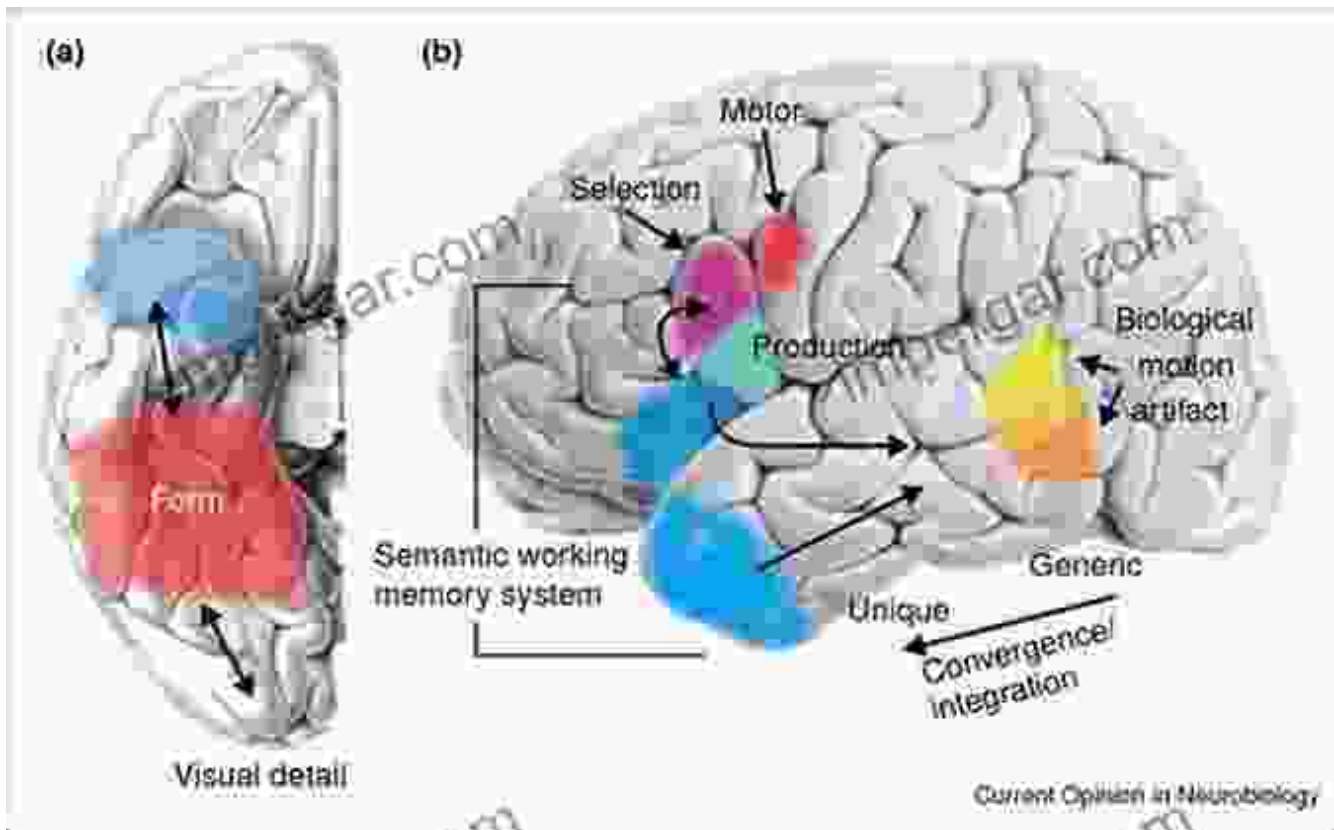 (a)
(b)
Motor
Selection
Production
Biological
motion
artifact
Form
Semantic working
memory system
Generic
Unique
Convergence/
integration
Visual detail
Current Opinion in Neurobiology